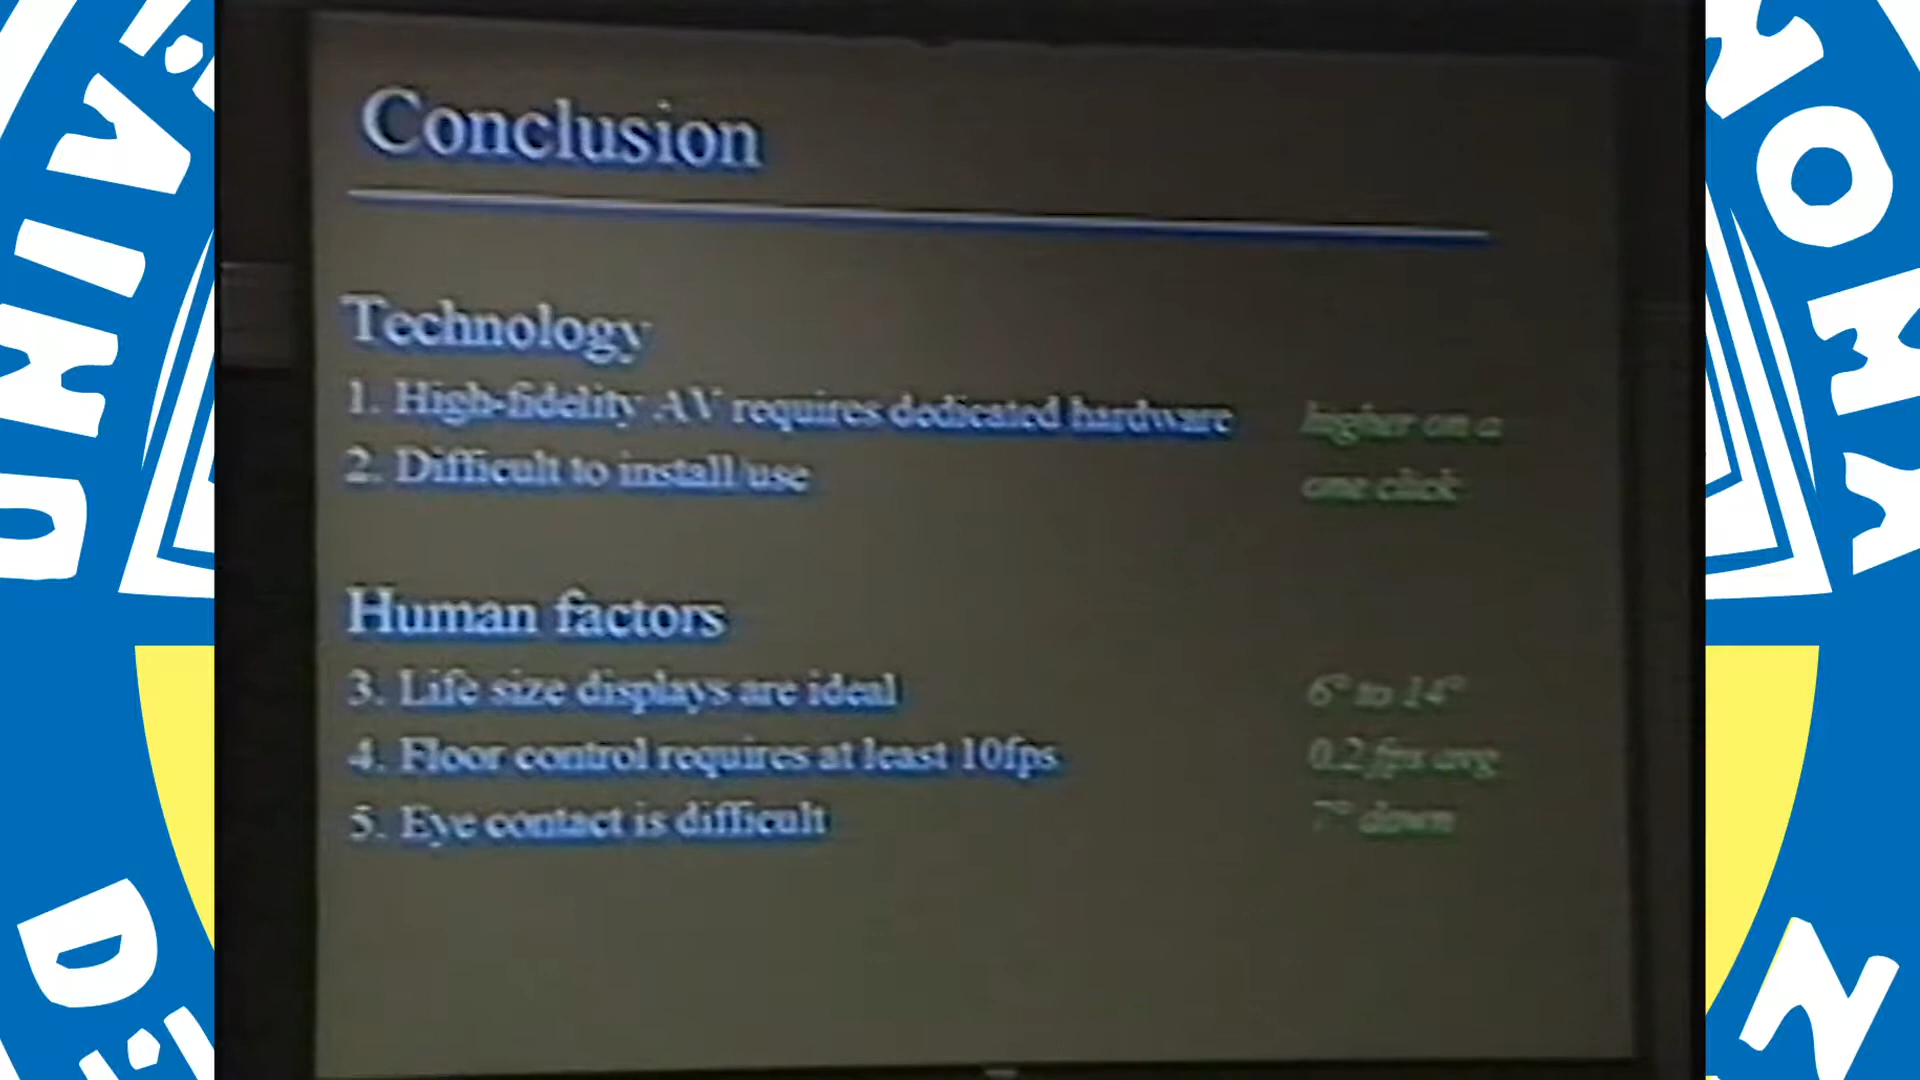 Conclusion
Technology
1. High-fidelity AV requires dedicated hardware higher on a
2. Difficult to install/use one click
Human factors
3. Life size displays are ideal 6° to 14°
4. Floor control requires at least 10fps 0.2 fps avg
5. Eye contact is difficult 7° down
UNIV